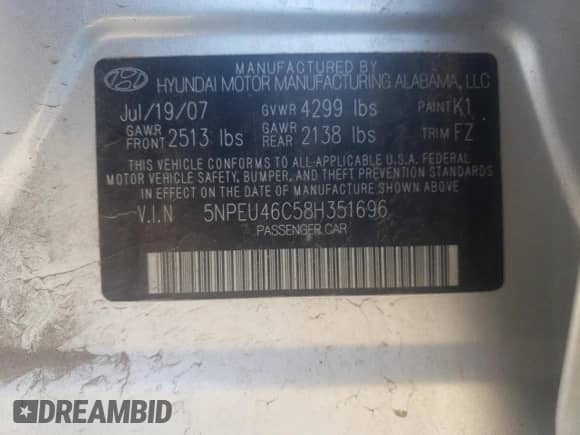 MANUFACTURED BY
HYUNDAI MOTOR MANUFACTURING ALABAMA, LLC
Jul/19/07 GVWR 4299 lbs PAINT K1
GAWR FRONT 2513 lbs GAWR REAR 2138 lbs TRIM FZ
THIS VEHICLE CONFORMS TO ALL APPLICABLE U.S.A. FEDERAL
MOTOR VEHICLE SAFETY, BUMPER, AND THEFT PREVENTION STANDARDS
IN EFFECT ON THE DATE OF MANUFACTURE SHOWN ABOVE.
V.I.N 5NPEU46C58H351696
PASSENGER CAR
DREAMBID